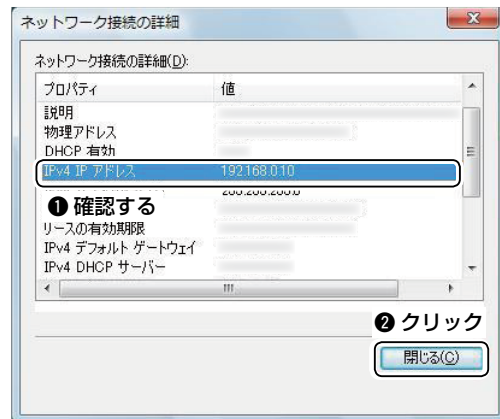 ネットワーク接続の詳細
ネットワーク接続の詳細(D):
プロパティ 値
説明
物理アドレス
DHCP 有効
IPv4 IP アドレス 192.168.0.10
❶ 確認する
リースの有効期限
IPv4 デフォルト ゲートウェイ
IPv4 DHCP サーバー
❷ クリック
閉じる(C)